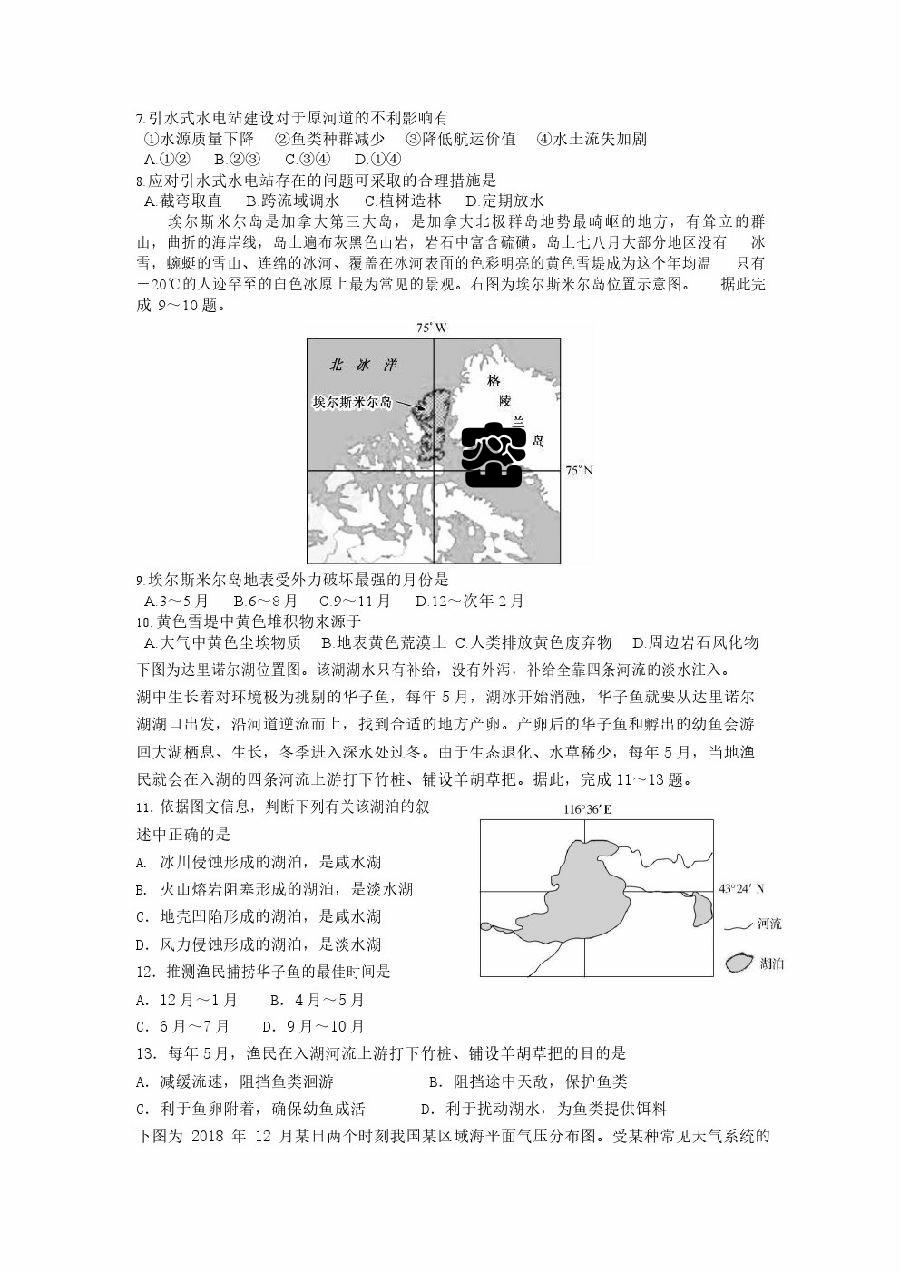 7.引水式水电站建设对于原河道的不利影响有
①水源质量下降 ②鱼类种群减少 ③降低航运价值 ④水土流失加剧
A.①② B.②③ C.③④ D.①④
8.应对引水式水电站存在的问题可采取的合理措施是
A.截弯取直 B.跨流域调水 C.植树造林 D.定期放水
埃尔斯米尔岛是加拿大第三大岛，是加拿大北极群岛地势最崎岖的地方，有耸立的群
山，曲折的海岸线，岛上遍布灰黑色山岩，岩石中富含硫磺。岛上七八月大部分地区没有 冰
雪，蜿蜒的雪山、连绵的冰河、覆盖在冰河表面的色彩明亮的黄色雪堤成为这个年均温 只有
－20℃的人迹罕至的白色冰原上最为常见的景观。右图为埃尔斯米尔岛位置示意图。 据此完
成 9～10 题。
75°W
北 冰 洋
格
陵
兰
岛
埃尔斯米尔岛
75°N
9.埃尔斯米尔岛地表受外力破坏最强的月份是
A.3～5 月 B.6～8 月 C.9～11 月 D.12～次年 2 月
10.黄色雪堤中黄色堆积物来源于
A.大气中黄色尘埃物质 B.地表黄色荒漠土 C.人类排放黄色废弃物 D.周边岩石风化物
下图为达里诺尔湖位置图。该湖湖水只有补给，没有外泻，补给全靠四条河流的淡水注入。
湖中生长着对环境极为挑剔的华子鱼，每年 5 月，湖冰开始消融，华子鱼就要从达里诺尔
湖湖口出发，沿河道逆流而上，找到合适的地方产卵。产卵后的华子鱼和孵出的幼鱼会游
回大湖栖息、生长，冬季进入深水处过冬。由于生态退化、水草稀少，每年 5 月，当地渔
民就会在入湖的四条河流上游打下竹桩、铺设羊胡草把。据此，完成 11～13 题。
11. 依据图文信息，判断下列有关该湖泊的叙
述中正确的是
A. 冰川侵蚀形成的湖泊，是咸水湖
B. 火山熔岩阻塞形成的湖泊，是淡水湖
C. 地壳凹陷形成的湖泊，是咸水湖
D. 风力侵蚀形成的湖泊，是淡水湖
116°36′E
43°24′ N
河流
湖泊
12. 推测渔民捕捞华子鱼的最佳时间是
A. 12 月～1 月 B. 4 月～5 月
C. 6 月～7 月 D. 9 月～10 月
13. 每年 5 月，渔民在入湖河流上游打下竹桩、铺设羊胡草把的目的是
A. 减缓流速，阻挡鱼类洄游 B. 阻挡途中天敌，保护鱼类
C. 利于鱼卵附着，确保幼鱼成活 D. 利于扰动湖水，为鱼类提供饵料
下图为 2018 年 12 月某日两个时刻我国某区域海平面气压分布图。受某种常见天气系统的